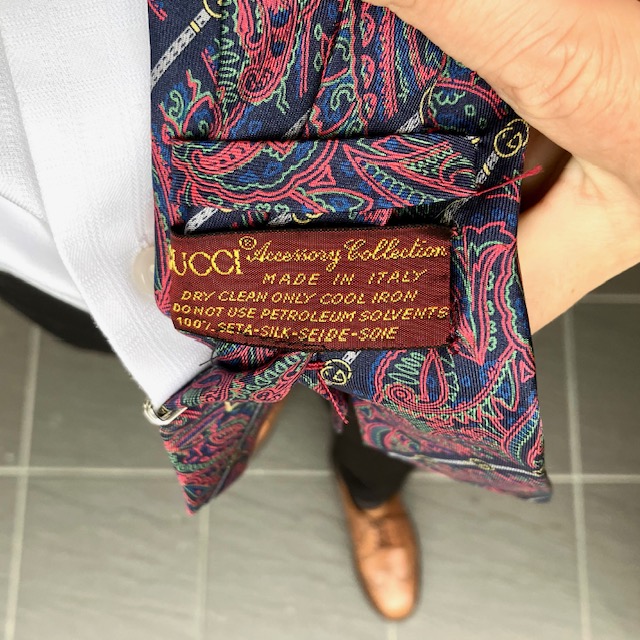 UCCI® Accessory Collection
MADE IN ITALY
DRY CLEAN ONLY COOL IRON
DO NOT USE PETROLEUM SOLVENTS
100% SETA-SILK-SEIDE-SOIE